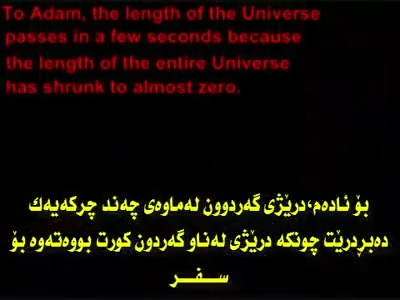 To Adam, the length of the Universe
passes in a few seconds because
the length of the entire Universe
has shrunk to almost zero.
بۆ ئادەم،درێژی گەردوون لەماوەی چەند چرکەیەك
دەبڕدرێت چونکە درێژی لەناو گەردون کورت بووەتەوە بۆ
ســفــر